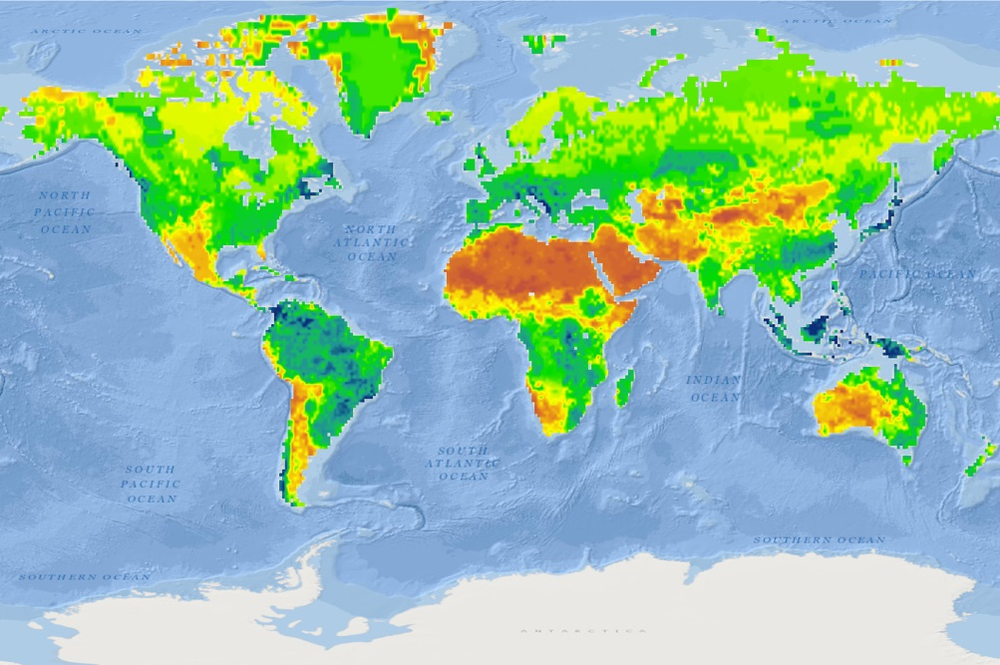 ARCTIC OCEAN
ARCTIC OCEAN
NORTH
PACIFIC
OCEAN
NORTH
ATLANTIC
OCEAN
PACIFIC OCEAN
INDIAN
OCEAN
SOUTH
PACIFIC
OCEAN
SOUTH
ATLANTIC
OCEAN
SOUTHERN OCEAN
SOUTHERN OCEAN
ANTARCTICA